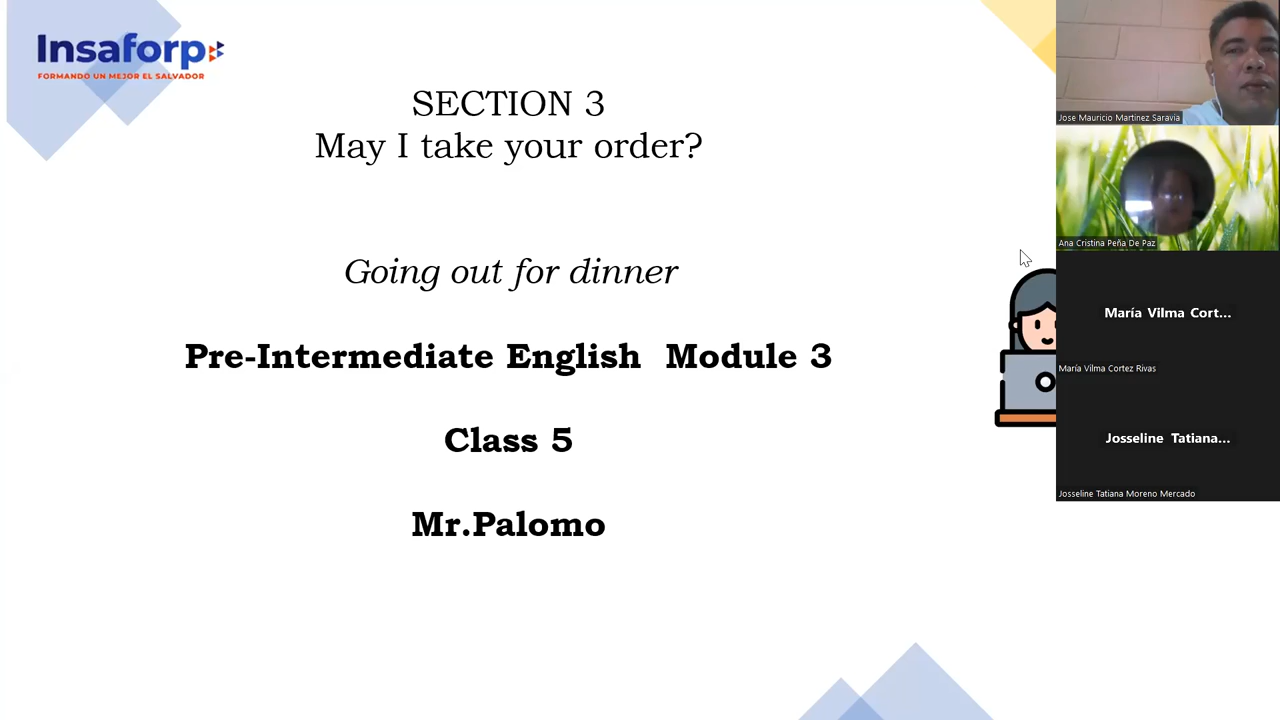 Insaforp
FORMANDO UN MEJOR EL SALVADOR
SECTION 3
May I take your order?
Going out for dinner
Pre-Intermediate English Module 3
Class 5
Mr.Palomo
Jose Mauricio Martínez Saravia
Ana Cristina Peña De Paz
María Vilma Cort...
María Vilma Cortez Rivas
Josseline Tatiana...
Josseline Tatiana Moreno Mercado